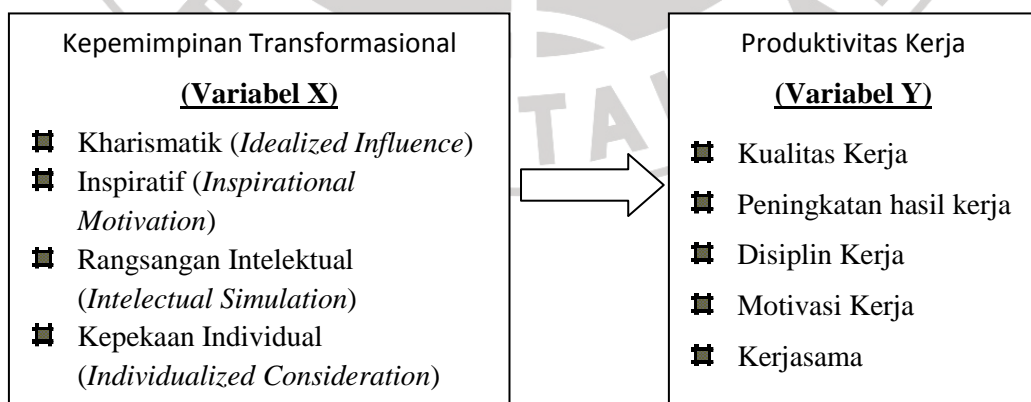 Kepemimpinan Transformasional
(Variabel X)
Kharismatik (Idealized Influence)
Inspiratif (Inspirational
Motivation)
Rangsangan Intelektual
(Intelectual Simulation)
Kepekaan Individual
(Individualized Consideration)
Produktivitas Kerja
(Variabel Y)
Kualitas Kerja
Peningkatan hasil kerja
Disiplin Kerja
Motivasi Kerja
Kerjasama